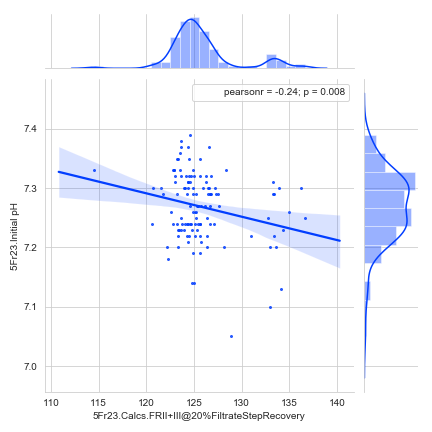 pearsonr = -0.24; p = 0.008
7.4
7.3
7.2
7.1
7.0
5Fr23.Initial pH
110 115 120 125 130 135 140
5Fr23.Calcs.FRII+III@20%FiltrateStepRecovery